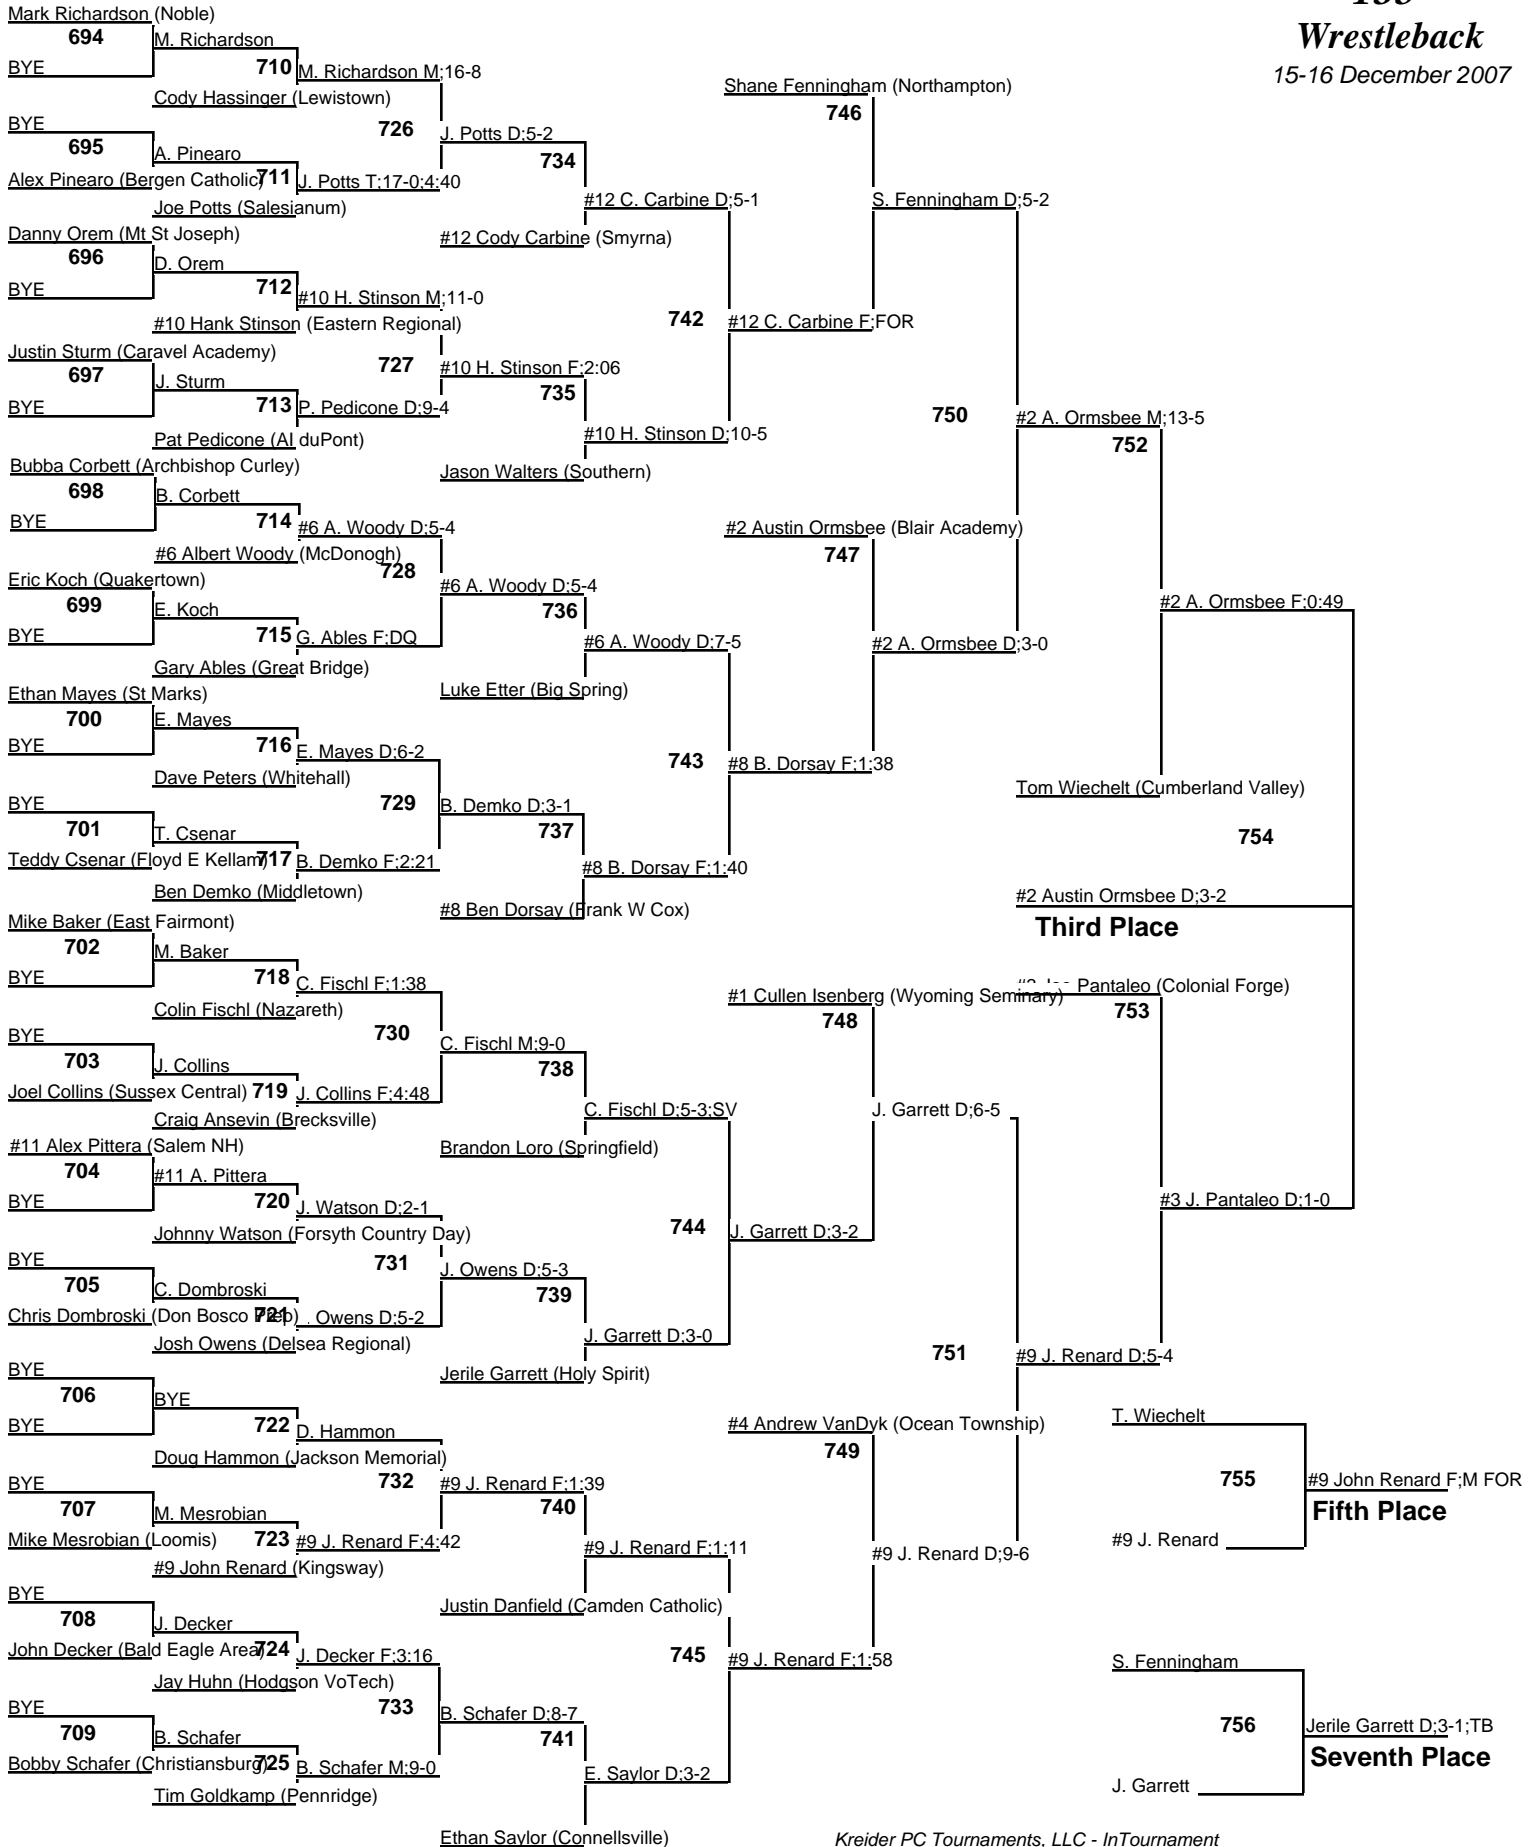 Wrestleback
15-16 December 2007
Mark Richardson (Noble)
694
BYE
M. Richardson
710
Cody Hassinger (Lewistown)
M. Richardson M;16-8
BYE
695
Alex Pinearo (Bergen Catholic)
A. Pinearo
711
Joe Potts (Salesianum)
J. Potts T;17-0;4:40
726
J. Potts D;5-2
734
#12 Cody Carbine (Smyrna)
#12 C. Carbine D;5-1
Danny Orem (Mt St Joseph)
696
BYE
D. Orem
712
#10 Hank Stinson (Eastern Regional)
#10 H. Stinson M;11-0
Justin Sturm (Caravel Academy)
697
BYE
J. Sturm
713
Pat Pedicone (AI duPont)
P. Pedicone D;9-4
727
#10 H. Stinson F;2:06
735
Jason Walters (Southern)
#10 H. Stinson D;10-5
742
#12 C. Carbine F;FOR
Shane Fenningham (Northampton)
746
S. Fenningham D;5-2
Bubba Corbett (Archbishop Curley)
698
BYE
B. Corbett
714
#6 Albert Woody (McDonogh)
#6 A. Woody D;5-4
Eric Koch (Quakertown)
699
BYE
E. Koch
715
Gary Ables (Great Bridge)
G. Ables F;DQ
728
#6 A. Woody D;5-4
736
Luke Etter (Big Spring)
#6 A. Woody D;7-5
Ethan Mayes (St Marks)
700
BYE
E. Mayes
716
Dave Peters (Whitehall)
E. Mayes D;6-2
BYE
701
Teddy Csenar (Floyd E Kellam)
T. Csenar
717
Ben Demko (Middletown)
B. Demko F;2:21
729
B. Demko D;3-1
737
#8 Ben Dorsay (Frank W Cox)
#8 B. Dorsay F;1:40
743
#8 B. Dorsay F;1:38
#2 Austin Ormsbee (Blair Academy)
747
#2 A. Ormsbee D;3-0
750
#2 A. Ormsbee M;13-5
752
Tom Wiechelt (Cumberland Valley)
#2 A. Ormsbee F;0:49
754
#2 Austin Ormsbee D;3-2
Third Place
Mike Baker (East Fairmont)
702
BYE
M. Baker
718
Colin Fischl (Nazareth)
C. Fischl F;1:38
BYE
703
Joel Collins (Sussex Central)
J. Collins
719
Craig Ansevin (Brecksville)
J. Collins F;4:48
730
C. Fischl M;9-0
738
Brandon Loro (Springfield)
C. Fischl D;5-3;SV
#11 Alex Pittera (Salem NH)
704
BYE
#11 A. Pittera
720
Johnny Watson (Forsyth Country Day)
J. Watson D;2-1
BYE
705
Chris Dombroski (Don Bosco Prep)
C. Dombroski
721
Josh Owens (Delsea Regional)
Owens D;5-2
731
J. Owens D;5-3
739
Jerile Garrett (Holy Spirit)
J. Garrett D;3-0
744
J. Garrett D;3-2
#1 Cullen Isenberg (Wyoming Seminary)
748
J. Garrett D;6-5
BYE
706
BYE
BYE
722
Doug Hammon (Jackson Memorial)
D. Hammon
BYE
707
Mike Mesrobian (Loomis)
M. Mesrobian
723
#9 John Renard (Kingsway)
#9 J. Renard F;4:42
732
#9 J. Renard F;1:39
740
Justin Danfield (Camden Catholic)
#9 J. Renard F;1:11
BYE
708
John Decker (Bald Eagle Area)
J. Decker
724
Jay Huhn (Hodgson VoTech)
J. Decker F;3:16
BYE
709
Bobby Schafer (Christiansburg)
B. Schafer
725
Tim Goldkamp (Pennridge)
B. Schafer M;9-0
733
B. Schafer D;8-7
741
Ethan Saylor (Connellsville)
E. Saylor D;3-2
745
#9 J. Renard F;1:58
#4 Andrew VanDyk (Ocean Township)
749
#9 J. Renard D;9-6
751
#9 J. Renard D;5-4
Pantaleo (Colonial Forge)
753
#3 J. Pantaleo D;1-0
T. Wiechelt
755
#9 J. Renard
#9 John Renard F;M FOR
Fifth Place
S. Fenningham
756
J. Garrett
Jerile Garrett D;3-1;TB
Seventh Place
Kreider PC Tournaments, LLC - InTournament